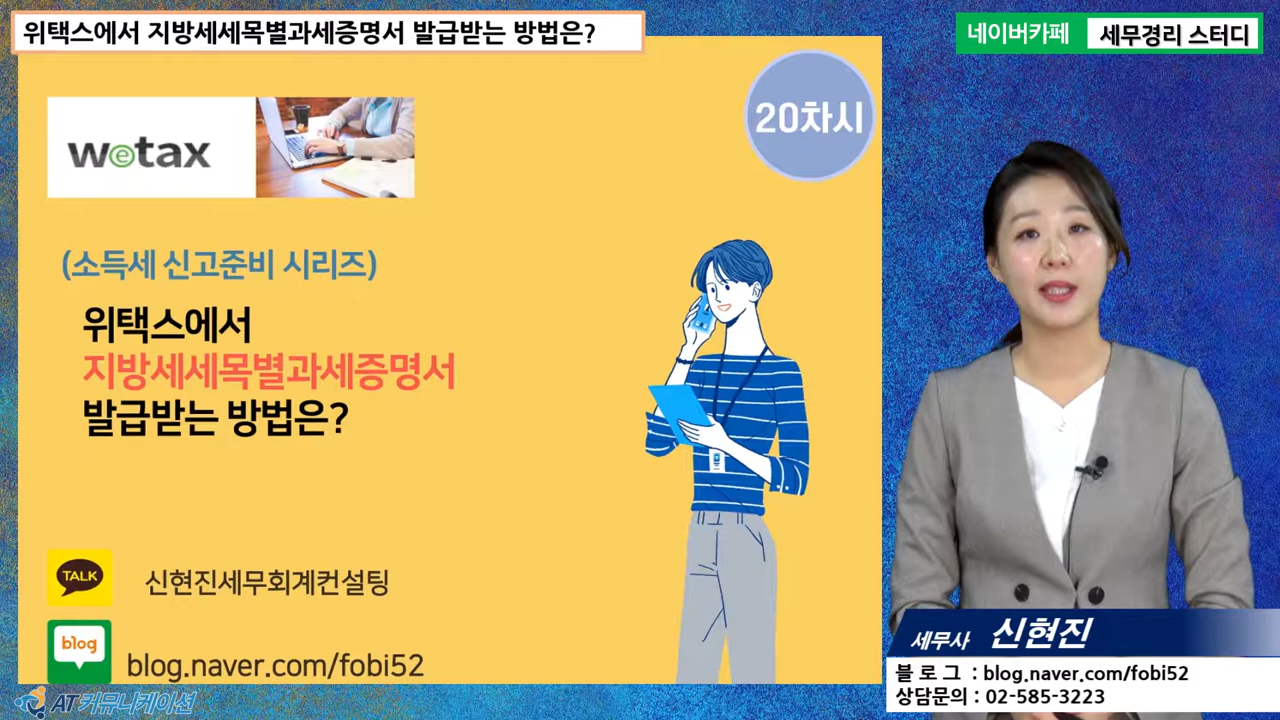 위택스에서 지방세세목별과세증명서 발급받는 방법은?
네이버카페 세무경리 스터디
20차시
wetax
(소득세 신고준비 시리즈)
위택스에서
지방세세목별과세증명서
발급받는 방법은?
TALK 신현진세무회계컨설팅
blog blog.naver.com/fobi52
AT커뮤니케이션
세무사 신현진
블로그 : blog.naver.com/fobi52
상담문의 : 02-585-3223